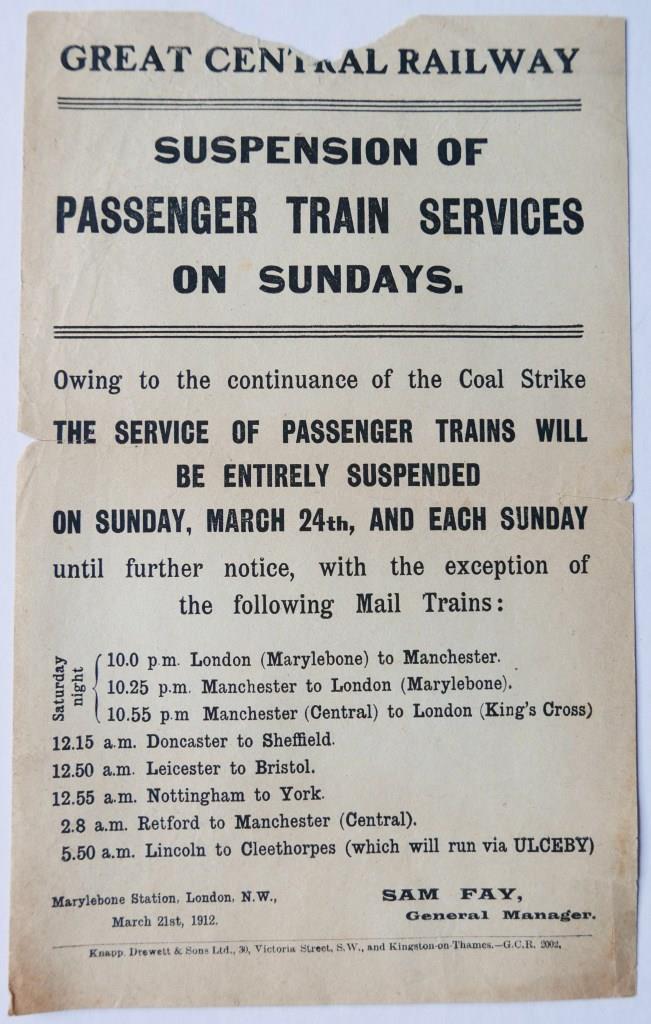 GREAT CENTRAL RAILWAY
SUSPENSION OF
PASSENGER TRAIN SERVICES
ON SUNDAYS.
Owing to the continuance of the Coal Strike
THE SERVICE OF PASSENGER TRAINS WILL
BE ENTIRELY SUSPENDED
ON SUNDAY, MARCH 24th, AND EACH SUNDAY
until further notice, with the exception of
the following Mail Trains:
Saturday
night
10.0 p.m. London (Marylebone) to Manchester.
10.25 p.m. Manchester to London (Marylebone).
10.55 p.m Manchester (Central) to London (King's Cross)
12.15 a.m. Doncaster to Sheffield.
12.50 a.m. Leicester to Bristol.
12.55 a.m. Nottingham to York.
2.8 a.m. Retford to Manchester (Central).
5.50 a.m. Lincoln to Cleethorpes (which will run via ULCEBY)
Marylebone Station, London, N.W.,
March 21st, 1912.
SAM FAY,
General Manager.
Knapp, Drewett & Sons Ltd., 30, Victoria Street, S.W., and Kingston-on-Thames.—G.C.R. 2002.